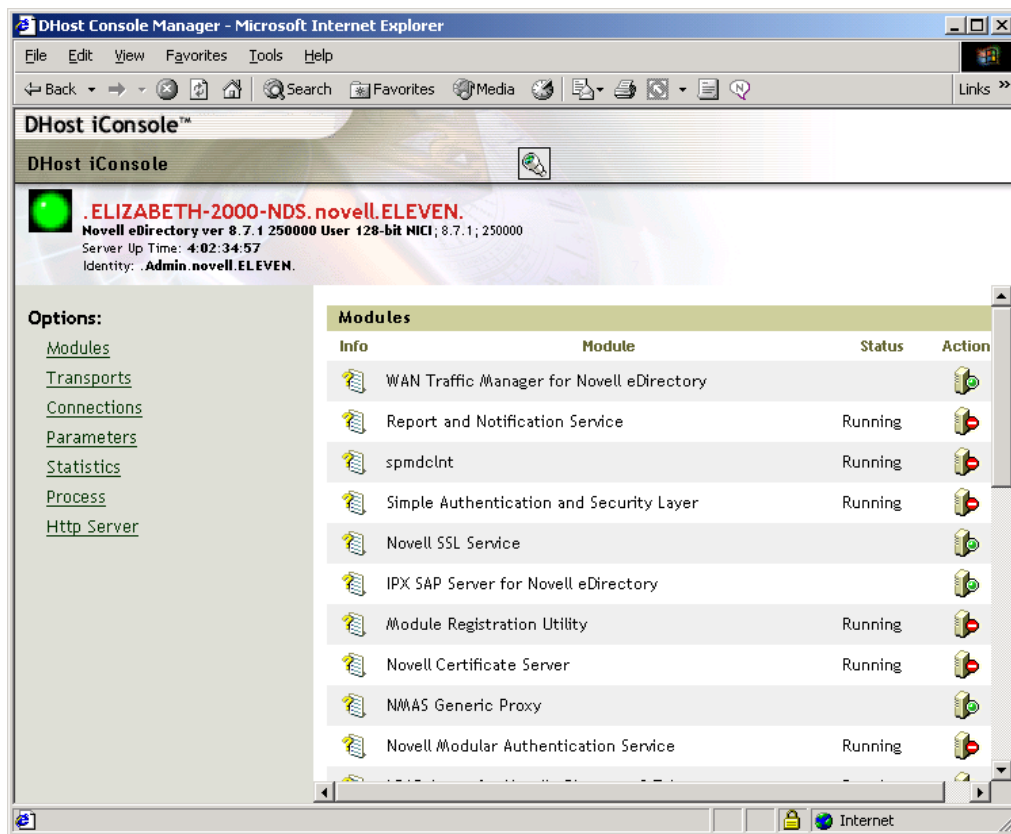 DHost Console Manager - Microsoft Internet Explorer
File Edit View Favorites Tools Help
Back Search Favorites Media Links »
DHost iConsole™
DHost iConsole
.ELIZABETH-2000-NDS.novell.ELEVEN.
Novell eDirectory ver 8.7.1 250000 User 128-bit NICI; 8.7.1; 250000
Server Up Time: 4:02:34:57
Identity: .Admin.novell.ELEVEN.
Options:
Modules
Transports
Connections
Parameters
Statistics
Process
Http Server
Modules
Info Module Status Action
WAN Traffic Manager for Novell eDirectory
Report and Notification Service Running
spmdclnt Running
Simple Authentication and Security Layer Running
Novell SSL Service
IPX SAP Server for Novell eDirectory
Module Registration Utility Running
Novell Certificate Server Running
NMAS Generic Proxy
Novell Modular Authentication Service Running
Internet